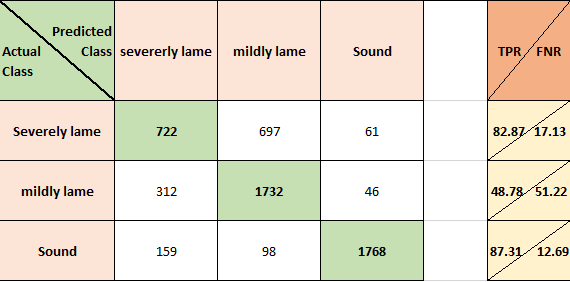 Predicted
Class
Actual
Class
severerly lame
mildly lame
Sound
TPR
FNR
Severely lame
722
697
61
82.87
17.13
mildly lame
312
1732
46
48.78
51.22
Sound
159
98
1768
87.31
12.69